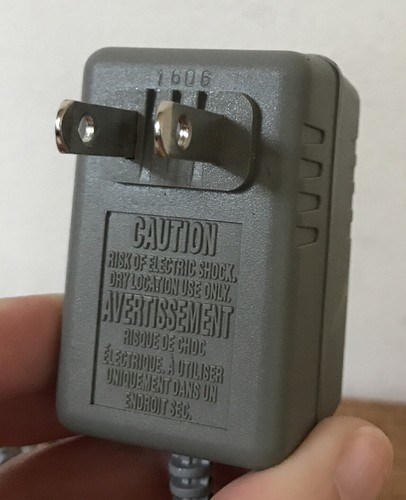 1606
CAUTION
RISK OF ELECTRIC SHOCK.
DRY LOCATION USE ONLY.
AVERTISSEMENT
RISQUE DE CHOC
ÉLECTRIQUE. À UTILISER
UNIQUEMENT DANS UN
ENDROIT SEC.